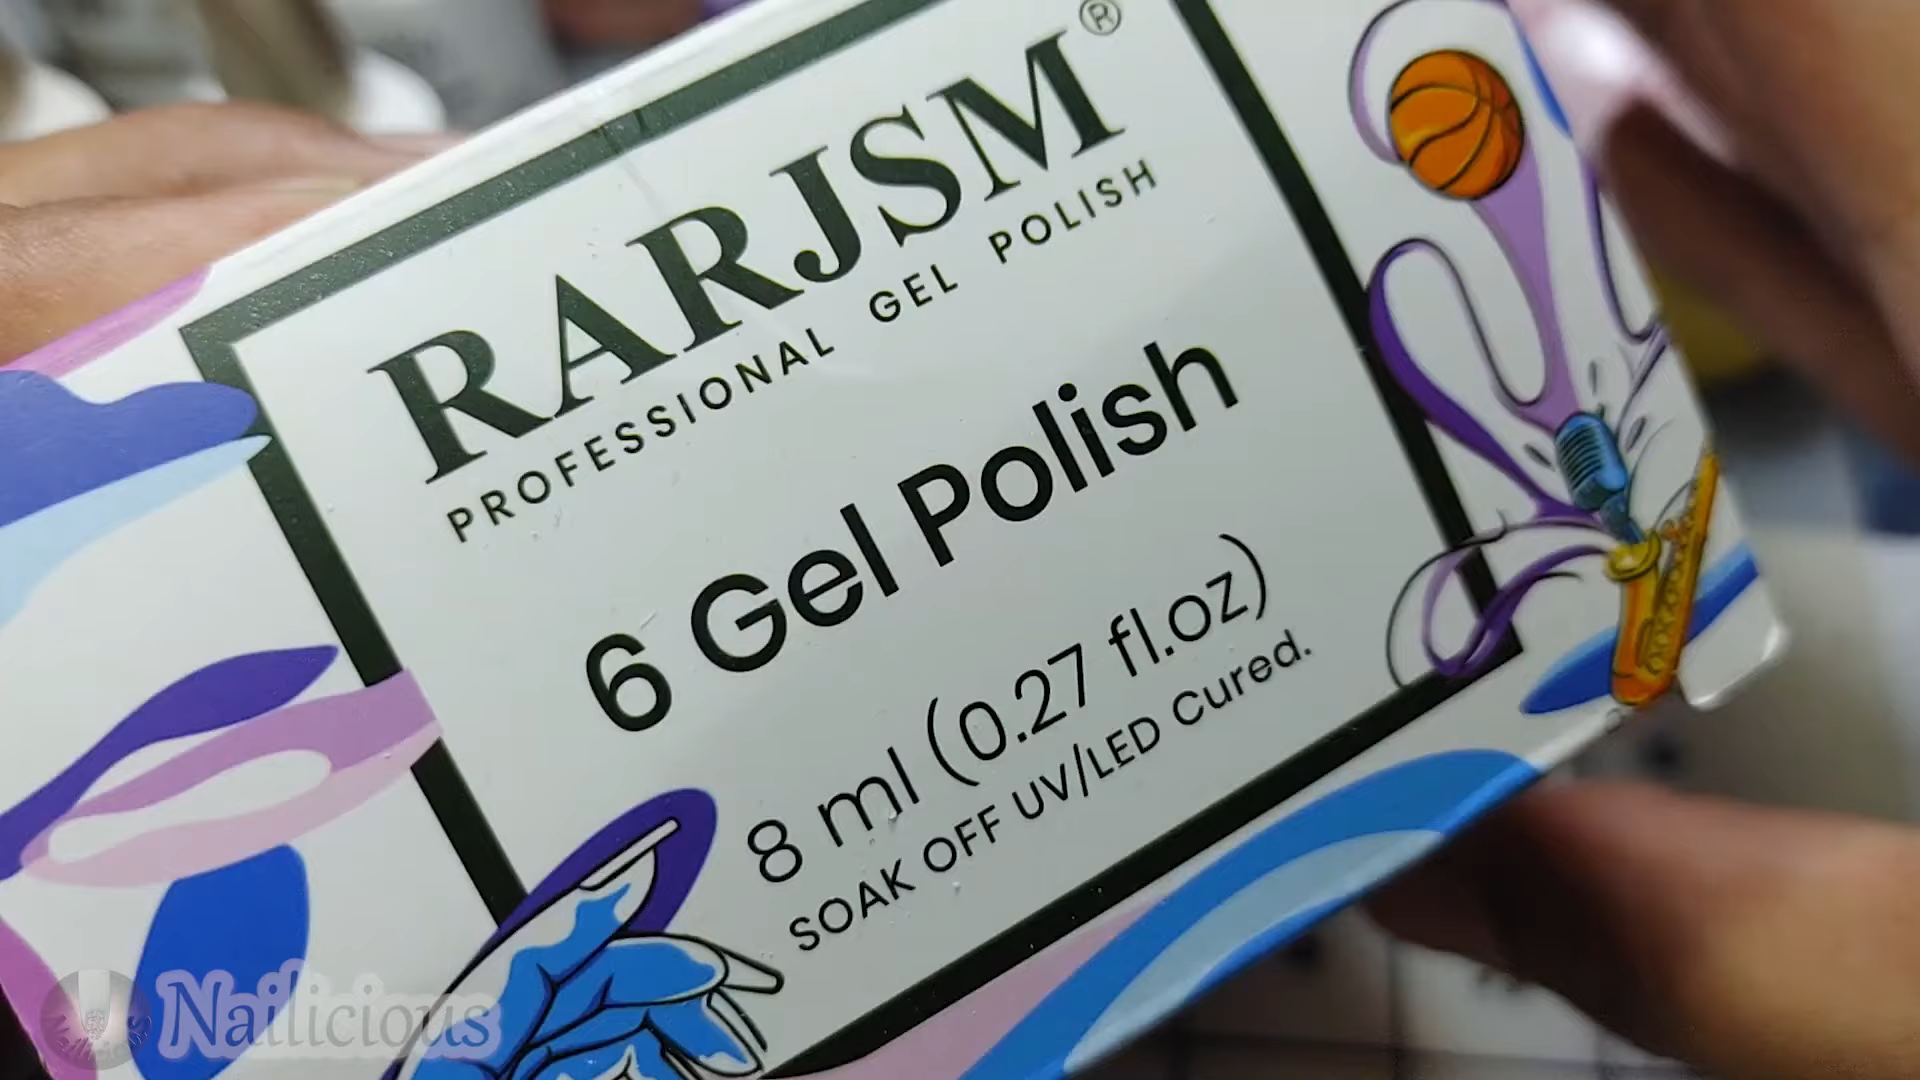 RARJSM®
PROFESSIONAL GEL POLISH
6 Gel Polish
8 ml (0.27 fl.oz)
SOAK OFF UV/LED Cured.
Nailicious